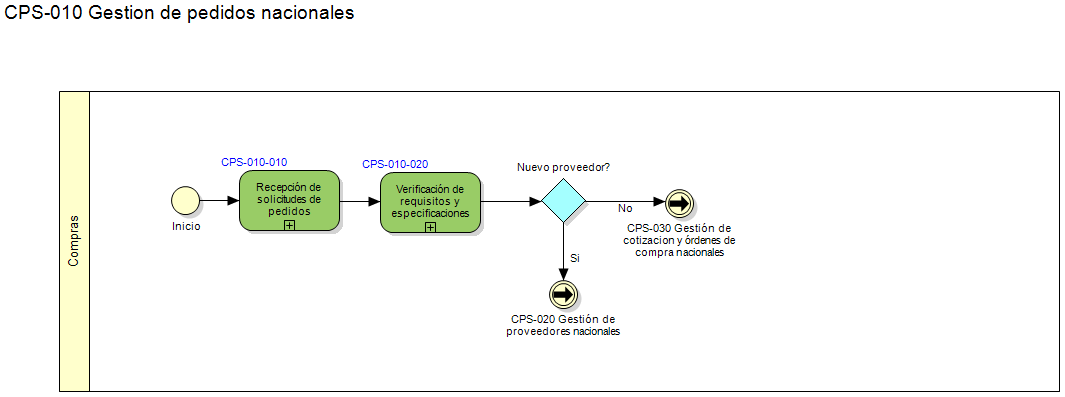 CPS-010 Gestion de pedidos nacionales
Compras
Inicio
CPS-010-010
Recepción de
solicitudes de
pedidos
CPS-010-020
Verificación de
requisitos y
especificaciones
Nuevo proveedor?
No
CPS-030 Gestión de
cotizacion y órdenes de
compra nacionales
Si
CPS-020 Gestión de
proveedores nacionales